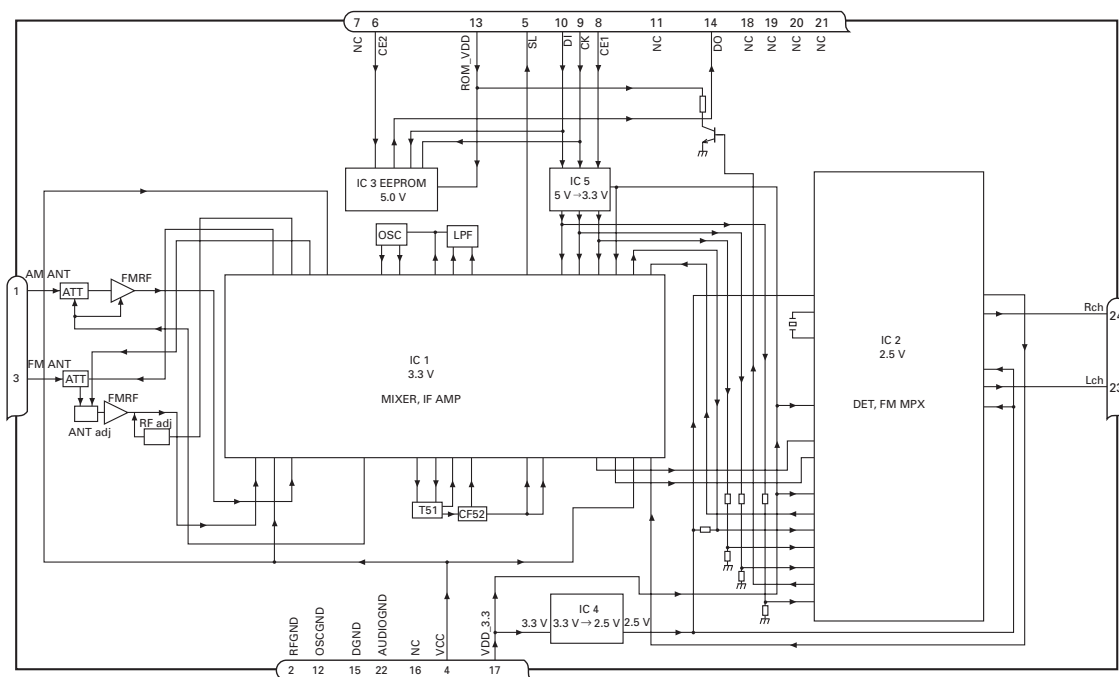 7 6 13 5 10 9 8 11 14 18 19 20 21
NC CE2 ROM_VDD SL DI CK CE1 NC DO NC NC NC NC
IC 3 EEPROM
5.0 V
IC 5
5 V→3.3 V
OSC
LPF
AM ANT
1
ATT
FMRF
FM ANT
3
ATT
FMRF
ANT adj
RF adj
IC 1
3.3 V
MIXER, IF AMP
IC 2
2.5 V
DET, FM MPX
Rch
24
Lch
23
T51
CF52
IC 4
3.3 V
3.3 V→2.5 V
2.5 V
RFGND OSCGND DGND AUDIOGND NC VCC VDD_3.3
2 12 15 22 16 4 17